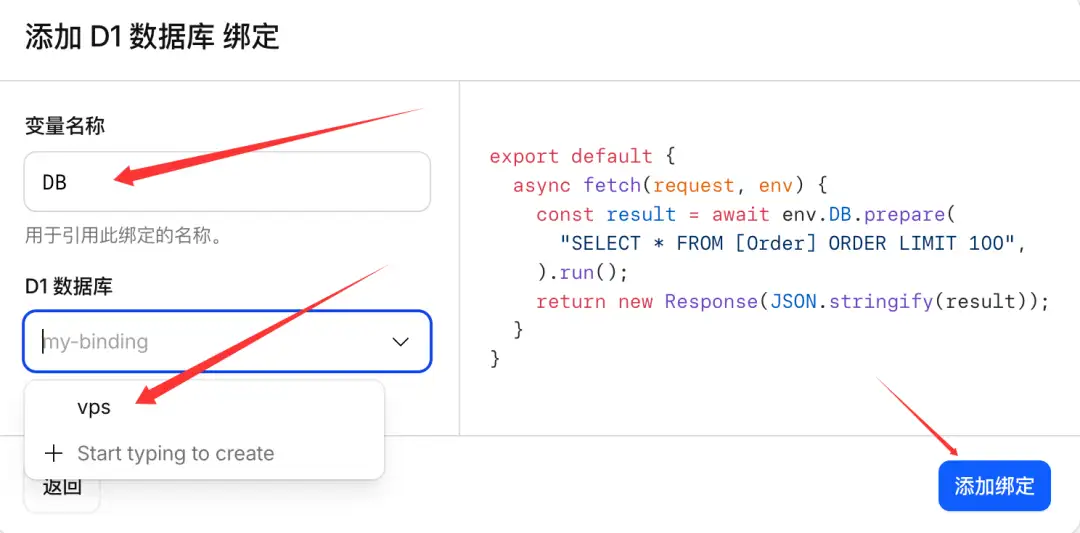 添加 D1 数据库 绑定
变量名称
DB
用于引用此绑定的名称。
D1 数据库
my-binding
vps
+ Start typing to create
返回
export default {
  async fetch(request, env) {
    const result = await env.DB.prepare(
      "SELECT * FROM [Order] ORDER LIMIT 100",
    ).run();
    return new Response(JSON.stringify(result));
  }
}
添加绑定